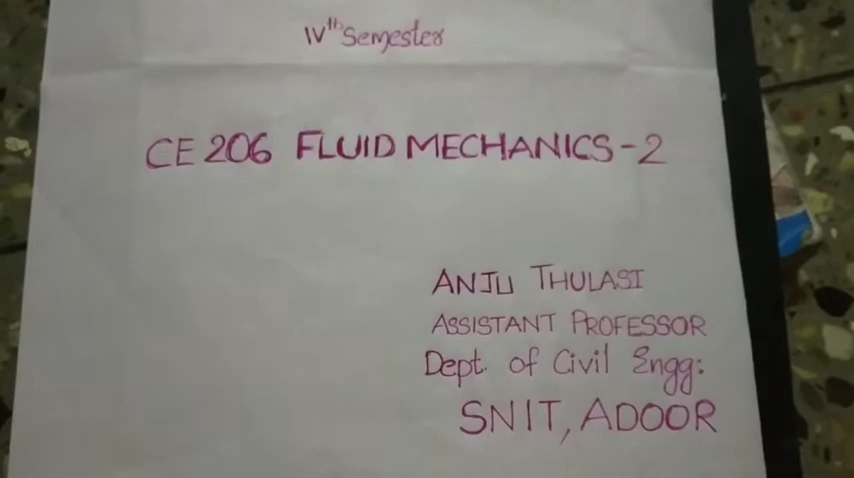 IVth Semester
CE 206 FLUID MECHANICS - 2
ANJU THULASI
ASSISTANT PROFESSOR
Dept. of Civil Engg:
SNIT, ADOOR